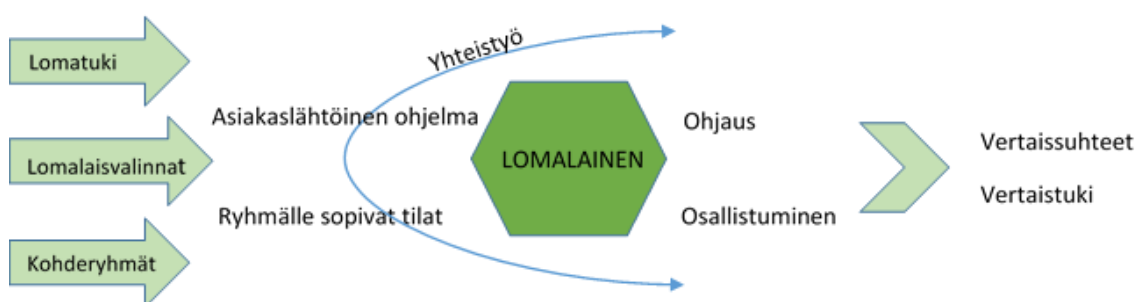 Lomatuki
Lomalaisvalinnat
Kohderyhmät
Yhteistyö
Asiakaslähtöinen ohjelma
Ryhmälle sopivat tilat
LOMALAINEN
Ohjaus
Osallistuminen
Vertaissuhteet
Vertaistuki